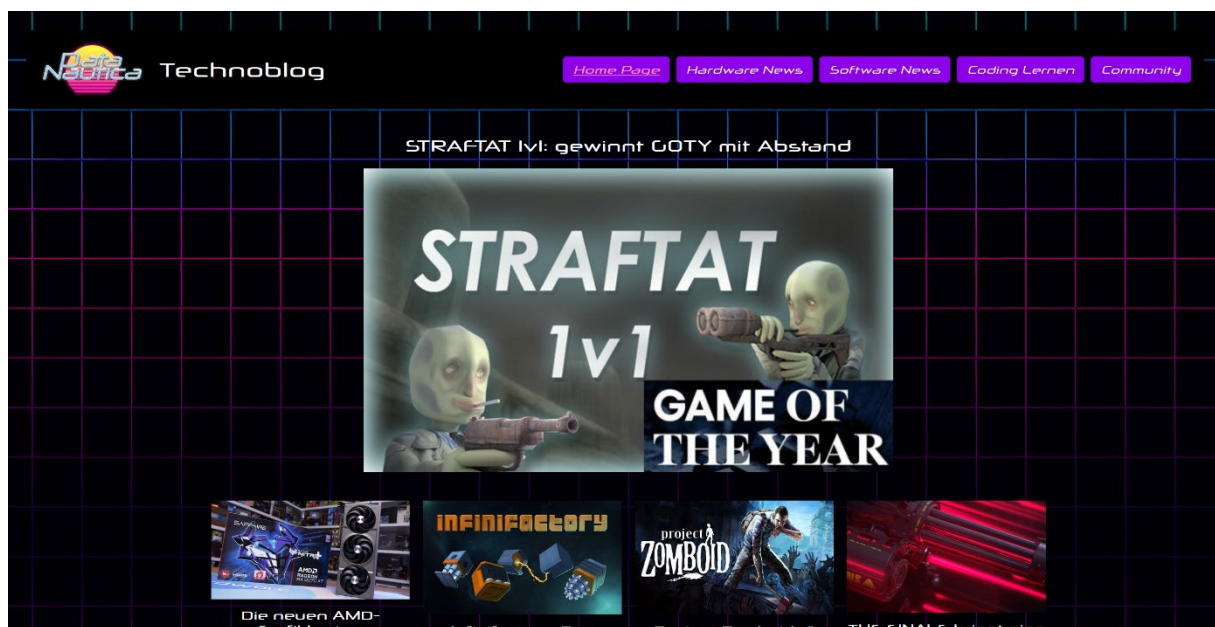 Data
Nautica
Technoblog
Home Page
Hardware News
Software News
Coding Lernen
Community
STRAFTAT 1v1: gewinnt GOTY mit Abstand
STRAFTAT
1v1
GAME OF
THE YEAR
SAPPHIRE
NITRO+
AMD
RADEON
INFINIFACTORY
project
ZOMBOID
Die neuen AMD-